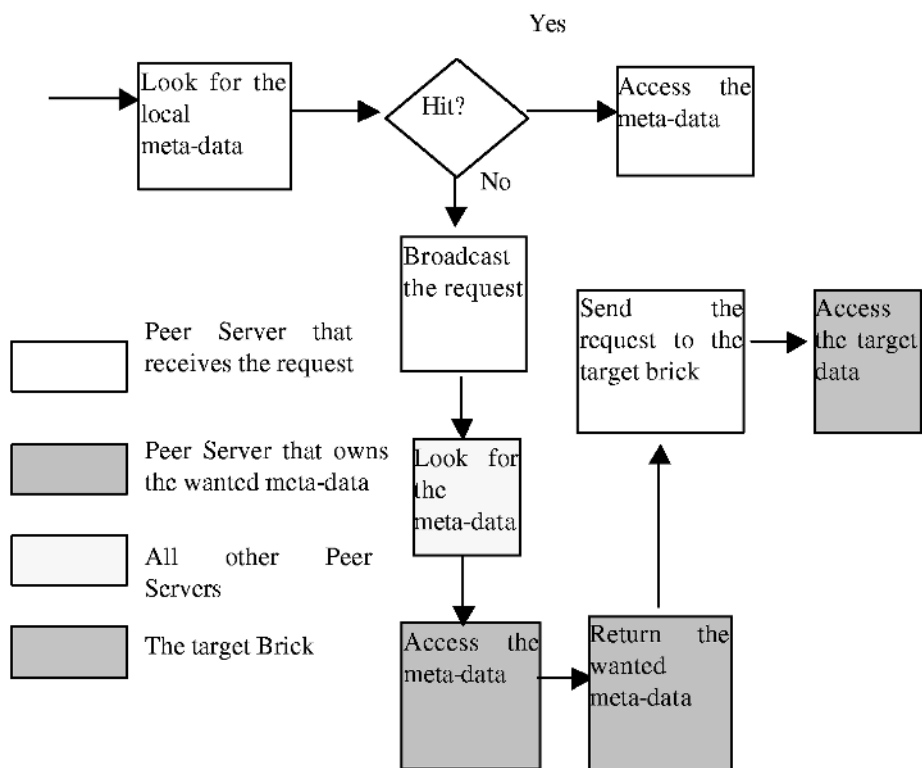 Yes
Look for the
local
meta-data
Hit?
Access the
meta-data
No
Broadcast
the request
Send the
request to the
target brick
Access
the target
data
Peer Server that
receives the request
Peer Server that owns
the wanted meta-data
Look for
the
meta-data
All other Peer
Servers
The target Brick
Access the
meta-data
Return the
wanted
meta-data